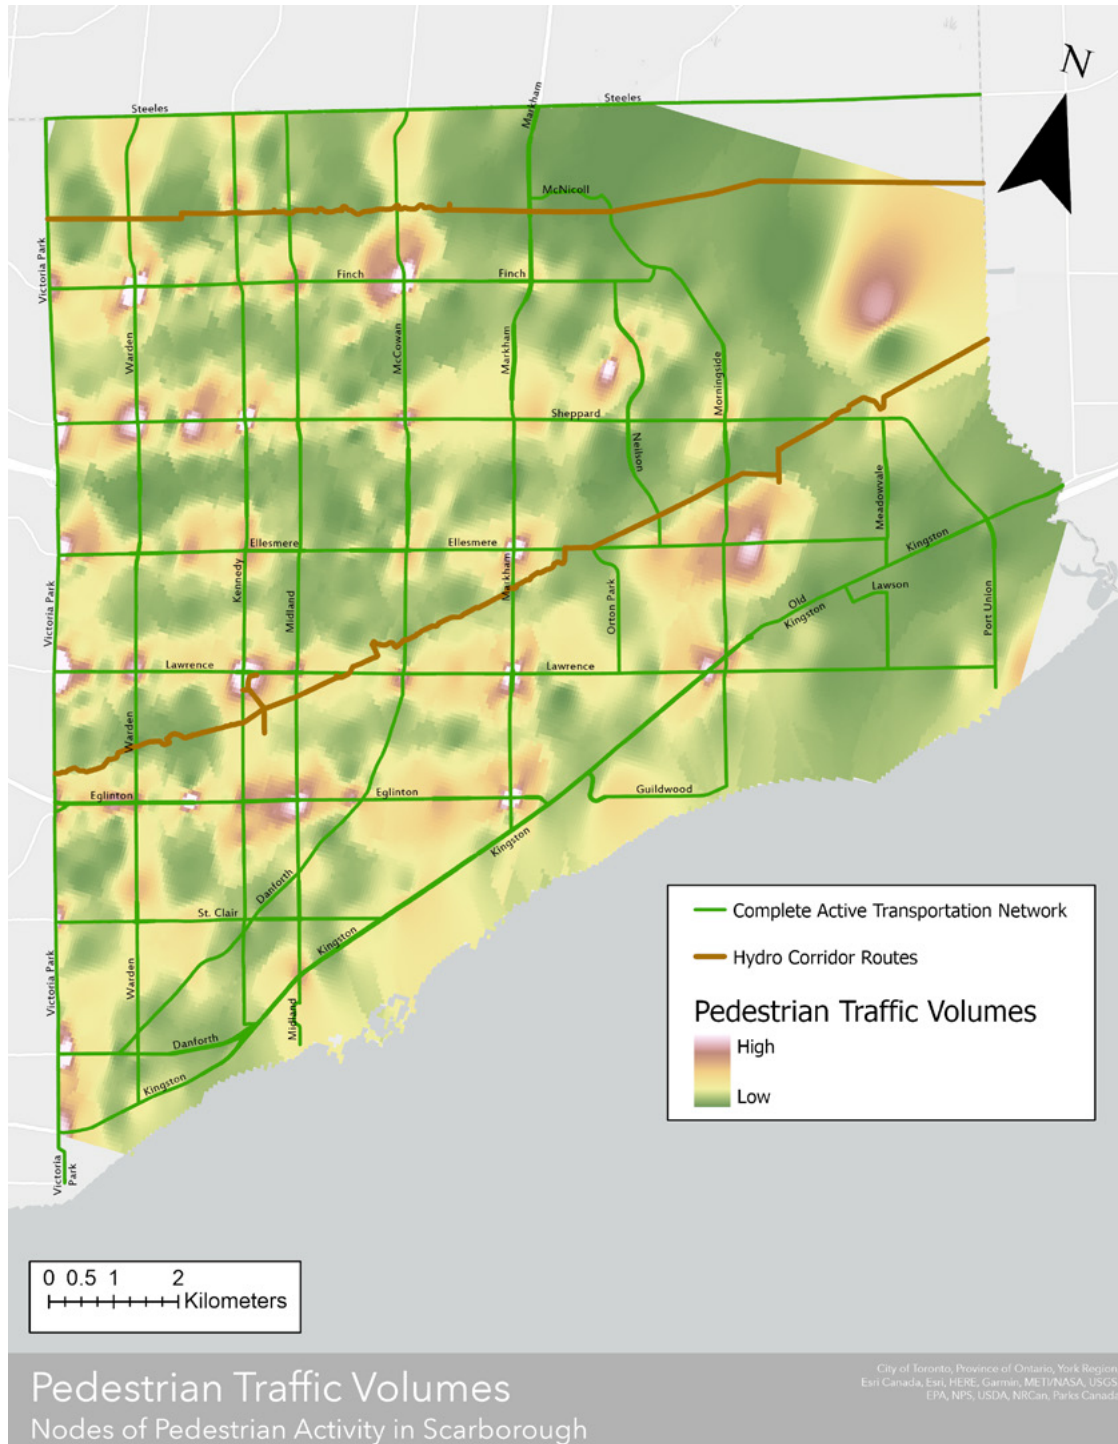 N
Steeles
Markham
Steeles
McNicoll
Victoria Park
Finch
Finch
Warden
McCowan
Markham
Morningside
Sheppard
Neilson
Meadowvale
Ellesmere
Ellesmere
Kingston
Victoria Park
Kennedy
Midland
Markham
Orton Park
Old
Kingston
Lawson
Port Union
Lawrence
Lawrence
Warden
Eglinton
Eglinton
Guildwood
Kingston
Danforth
St. Clair
Kingston
Victoria Park
Warden
Midland
Danforth
Kingston
Victoria
Park
Complete Active Transportation Network
Hydro Corridor Routes
Pedestrian Traffic Volumes
High
Low
0 0.5 1 2
Kilometers
Pedestrian Traffic Volumes
Nodes of Pedestrian Activity in Scarborough
City of Toronto, Province of Ontario, York Region,
Esri Canada, Esri, HERE, Garmin, METI/NASA, USGS,
EPA, NPS, USDA, NRCan, Parks Canada